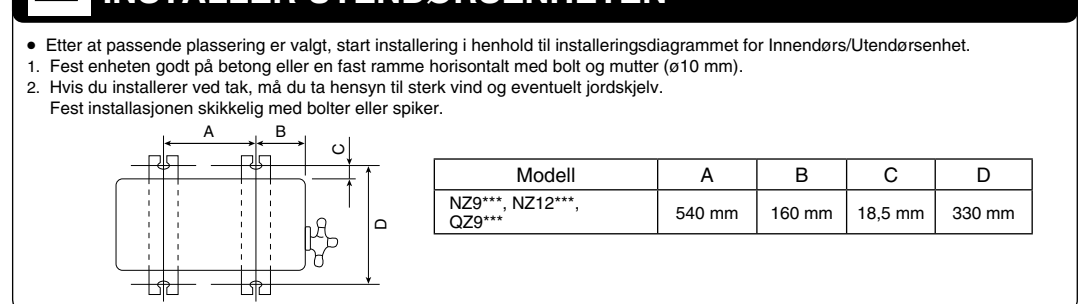 INSTALLER UTENDØRSENHETEN
• Etter at passende plassering er valgt, start installering i henhold til installeringsdiagrammet for Innendørs/Utendørsenhet.
1. Fest enheten godt på betong eller en fast ramme horisontalt med bolt og mutter (ø10 mm).
2. Hvis du installerer ved tak, må du ta hensyn til sterk vind og eventuelt jordskjelv.
Fest installasjonen skikkelig med bolter eller spiker.
A B
C
D
Modell A B C D
NZ9***, NZ12***,
QZ9*** 540 mm 160 mm 18,5 mm 330 mm